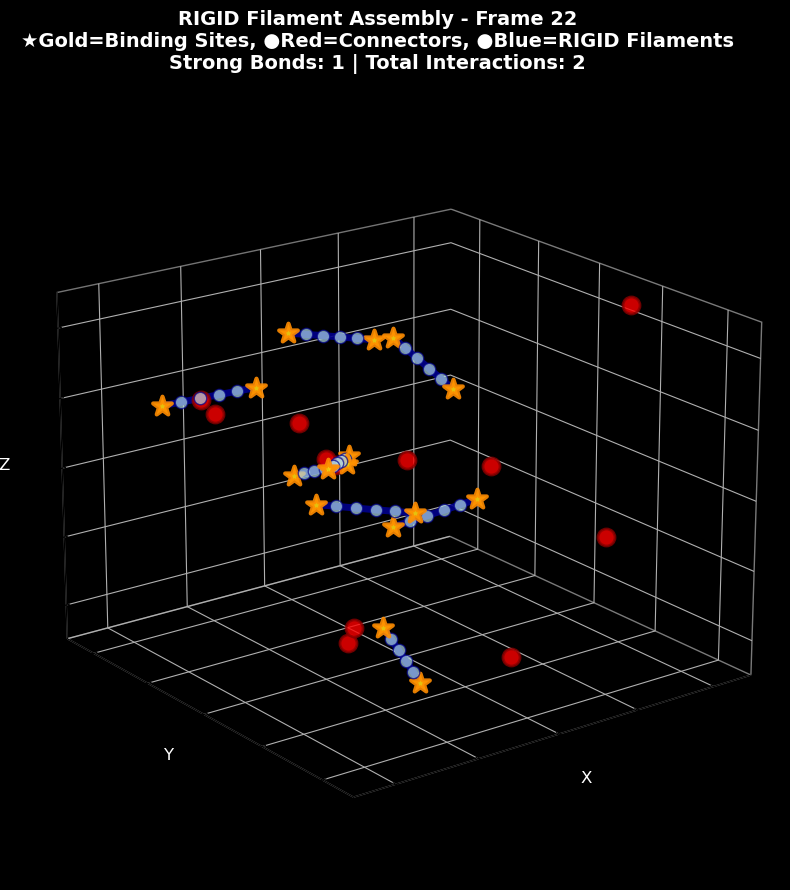 RIGID Filament Assembly - Frame 22
★Gold=Binding Sites, ●Red=Connectors, ●Blue=RIGID Filaments
Strong Bonds: 1 | Total Interactions: 2
Z
Y
X